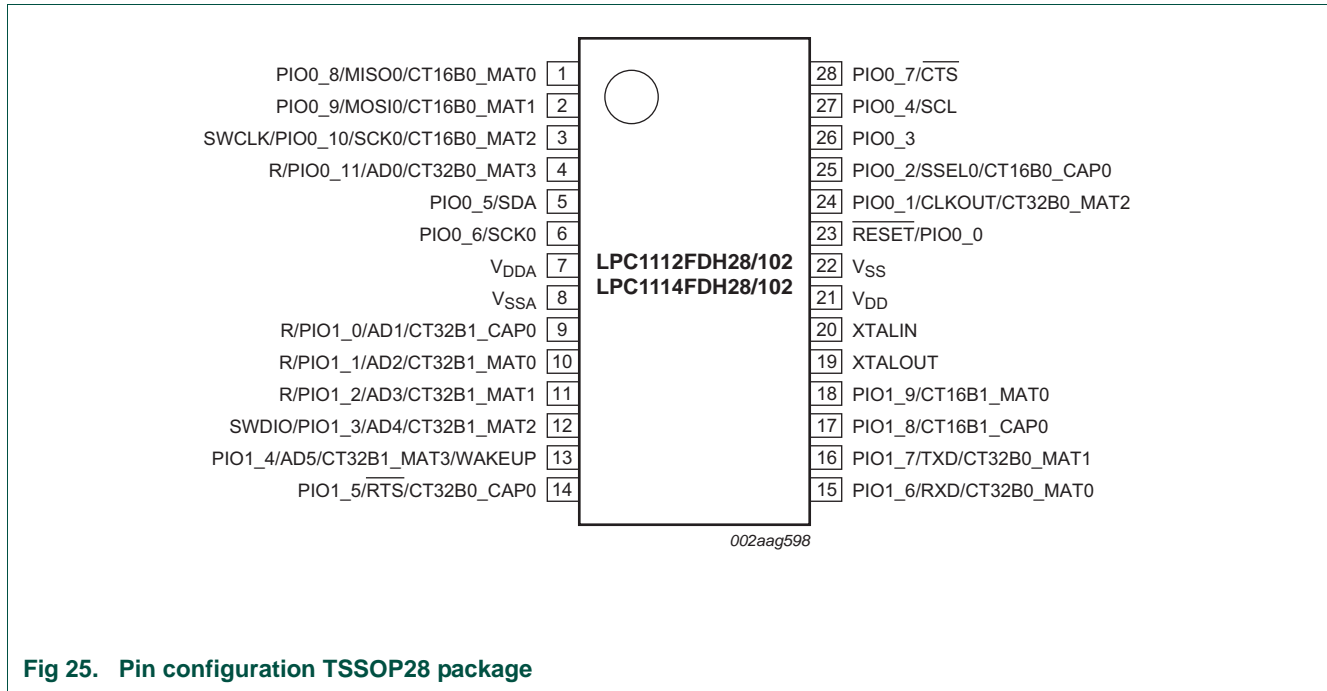 PIO0_8/MISO0/CT16B0_MAT0 1
PIO0_9/MOSI0/CT16B0_MAT1 2
SWCLK/PIO0_10/SCK0/CT16B0_MAT2 3
R/PIO0_11/AD0/CT32B0_MAT3 4
PIO0_5/SDA 5
PIO0_6/SCK0 6
VDDA 7
VSSA 8
R/PIO1_0/AD1/CT32B1_CAP0 9
R/PIO1_1/AD2/CT32B1_MAT0 10
R/PIO1_2/AD3/CT32B1_MAT1 11
SWDIO/PIO1_3/AD4/CT32B1_MAT2 12
PIO1_4/AD5/CT32B1_MAT3/WAKEUP 13
PIO1_5/RTS/CT32B0_CAP0 14
LPC1112FDH28/102
LPC1114FDH28/102
28 PIO0_7/CTS
27 PIO0_4/SCL
26 PIO0_3
25 PIO0_2/SSEL0/CT16B0_CAP0
24 PIO0_1/CLKOUT/CT32B0_MAT2
23 RESET/PIO0_0
22 VSS
21 VDD
20 XTALIN
19 XTALOUT
18 PIO1_9/CT16B1_MAT0
17 PIO1_8/CT16B1_CAP0
16 PIO1_7/TXD/CT32B0_MAT1
15 PIO1_6/RXD/CT32B0_MAT0
002aag598
Fig 25. Pin configuration TSSOP28 package